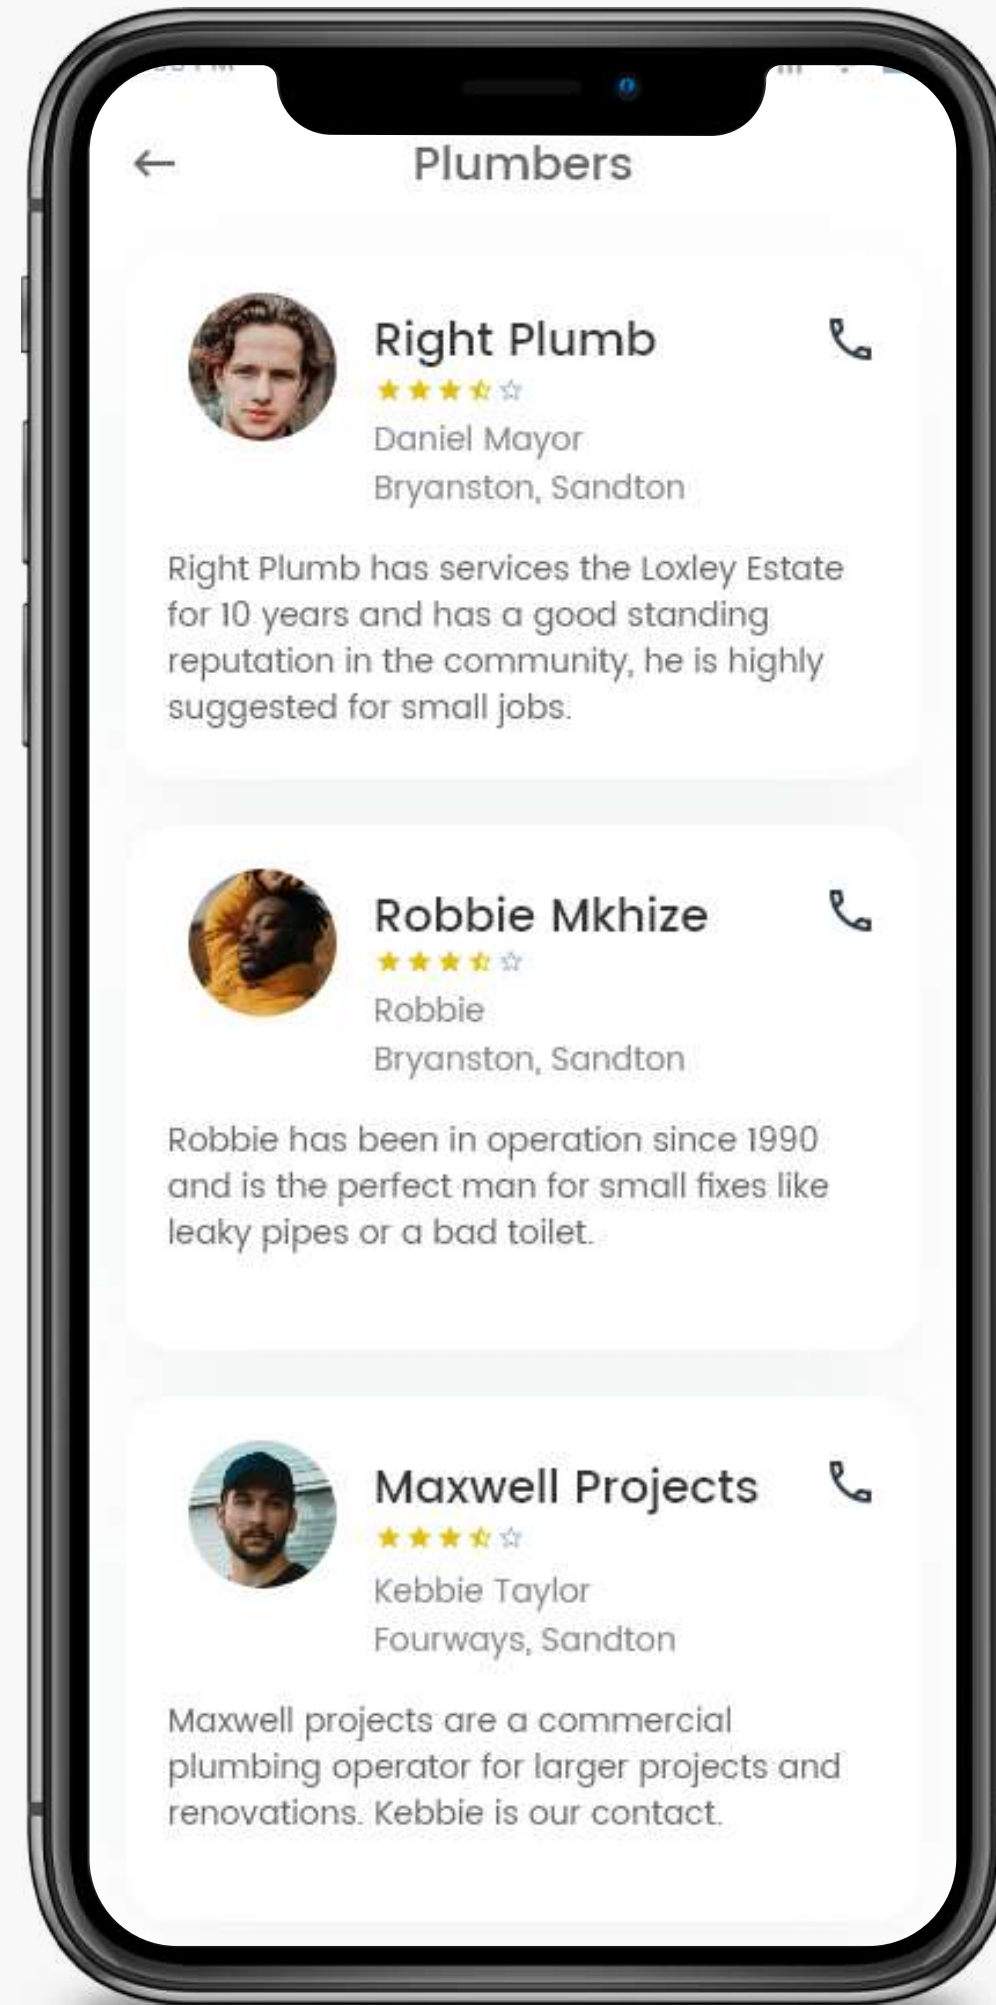 Plumbers
Right Plumb
Daniel Mayor
Bryanston, Sandton
Right Plumb has services the Loxley Estate
for 10 years and has a good standing
reputation in the community, he is highly
suggested for small jobs.
Robbie Mkhize
Robbie
Bryanston, Sandton
Robbie has been in operation since 1990
and is the perfect man for small fixes like
leaky pipes or a bad toilet.
Maxwell Projects
Kebbie Taylor
Fourways, Sandton
Maxwell projects are a commercial
plumbing operator for larger projects and
renovations. Kebbie is our contact.